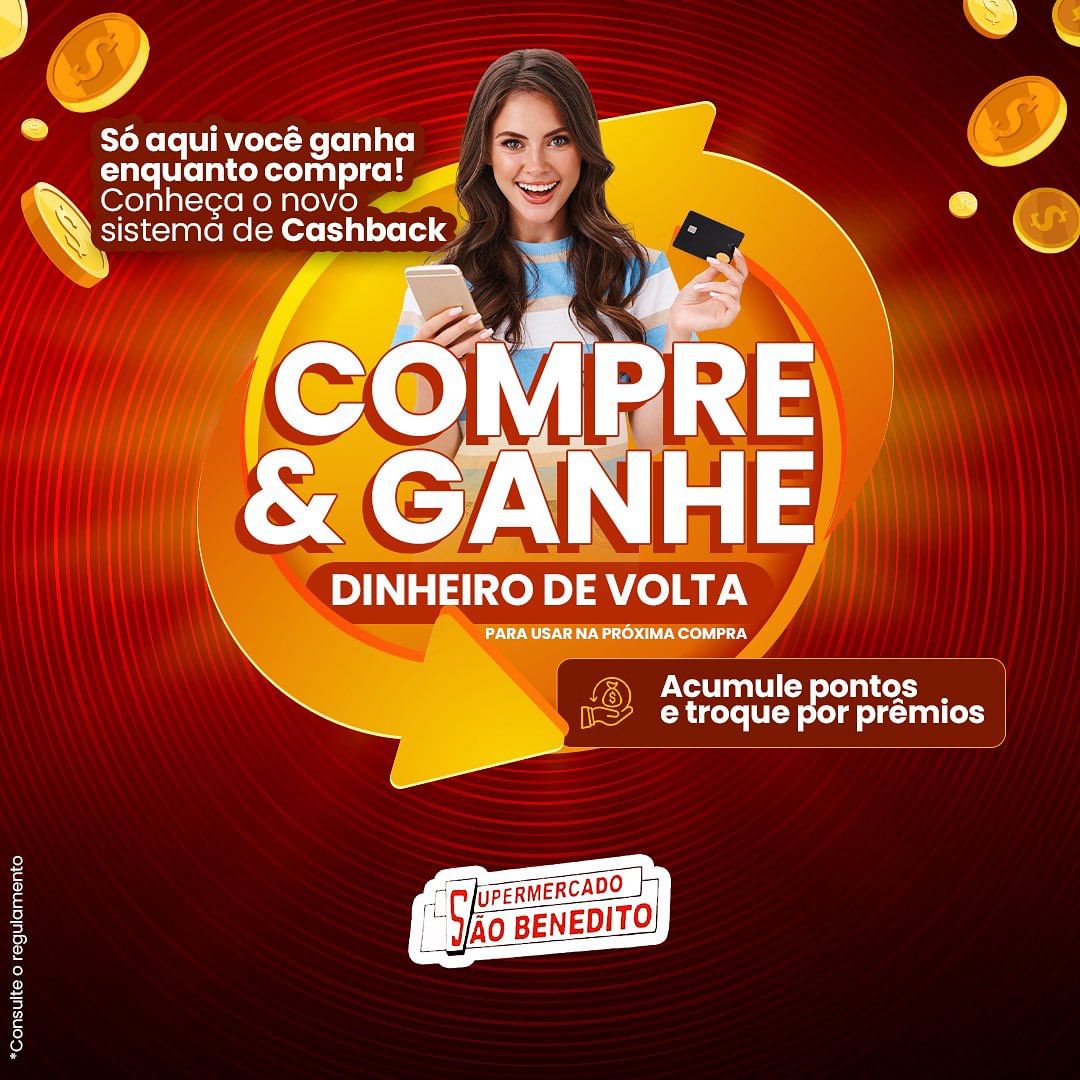 Só aqui você ganha
enquanto compra!
Conheça o novo
sistema de Cashback
COMPRE
& GANHE
DINHEIRO DE VOLTA
PARA USAR NA PRÓXIMA COMPRA
Acumule pontos
e troque por prêmios
SUPERMERCADO
SÃO BENEDITO
*Consulte o regulamento